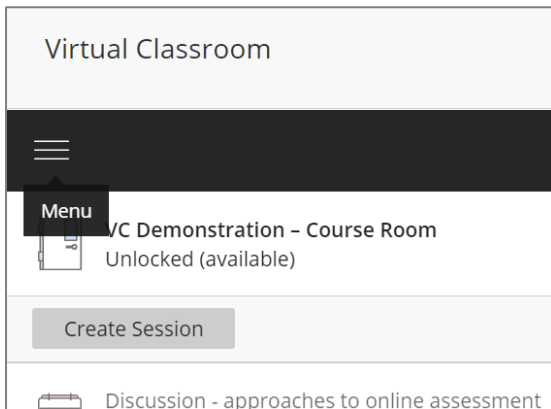 Virtual Classroom
Menu
VC Demonstration – Course Room
Unlocked (available)
Create Session
Discussion - approaches to online assessment